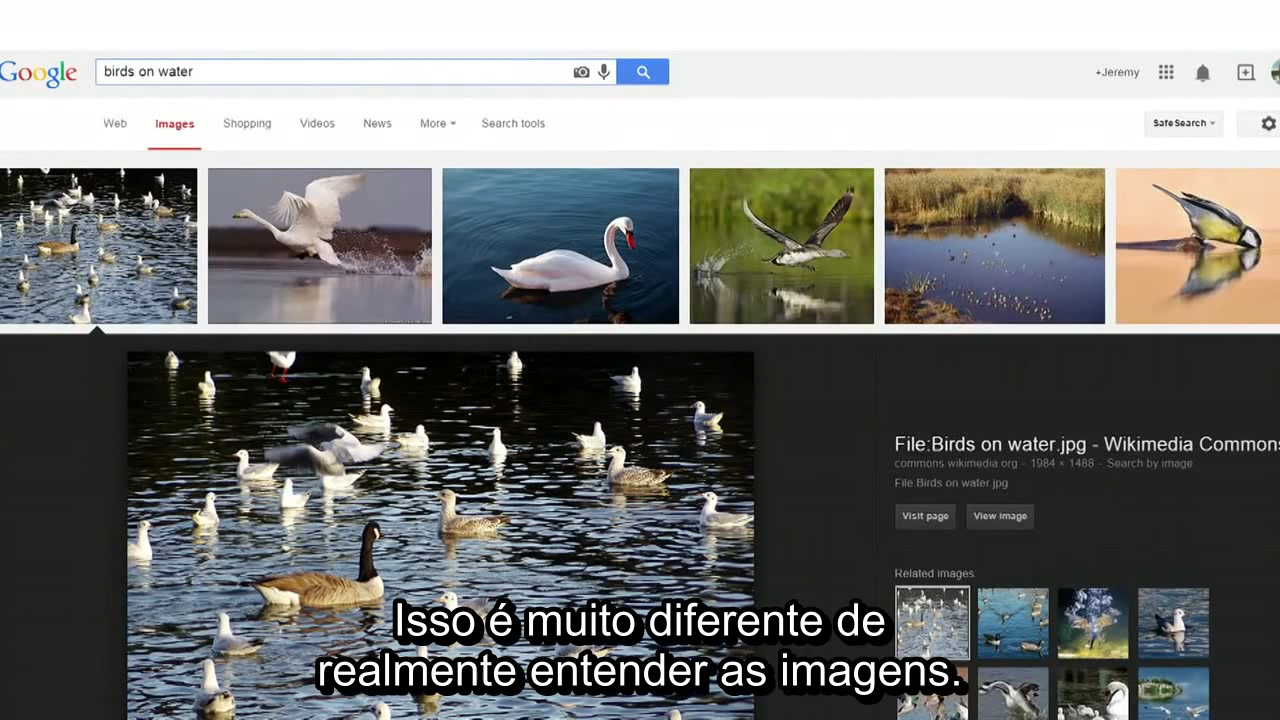 Google
birds on water
+Jeremy
Web
Images
Shopping
Videos
News
More
Search tools
SafeSearch
File:Birds on water.jpg - Wikimedia Commons
commons.wikimedia.org - 1984 × 1488 - Search by image
File:Birds on water.jpg
Visit page
View image
Related images
Isso é muito diferente de
realmente entender as imagens.